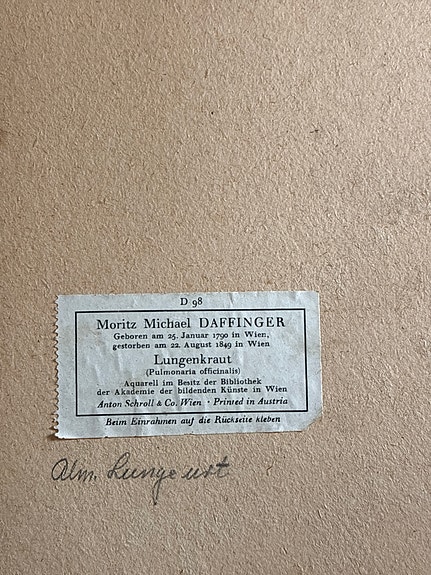 D 98
Moritz Michael DAFFINGER
Geboren am 25. Januar 1790 in Wien,
gestorben am 22. August 1849 in Wien
Lungenkraut
(Pulmonaria officinalis)
Aquarell im Besitz der Bibliothek
der Akademie der bildenden Künste in Wien
Anton Schroll & Co. Wien · Printed in Austria
Beim Einrahmen auf die Rückseite kleben
Alm. Lungeurt